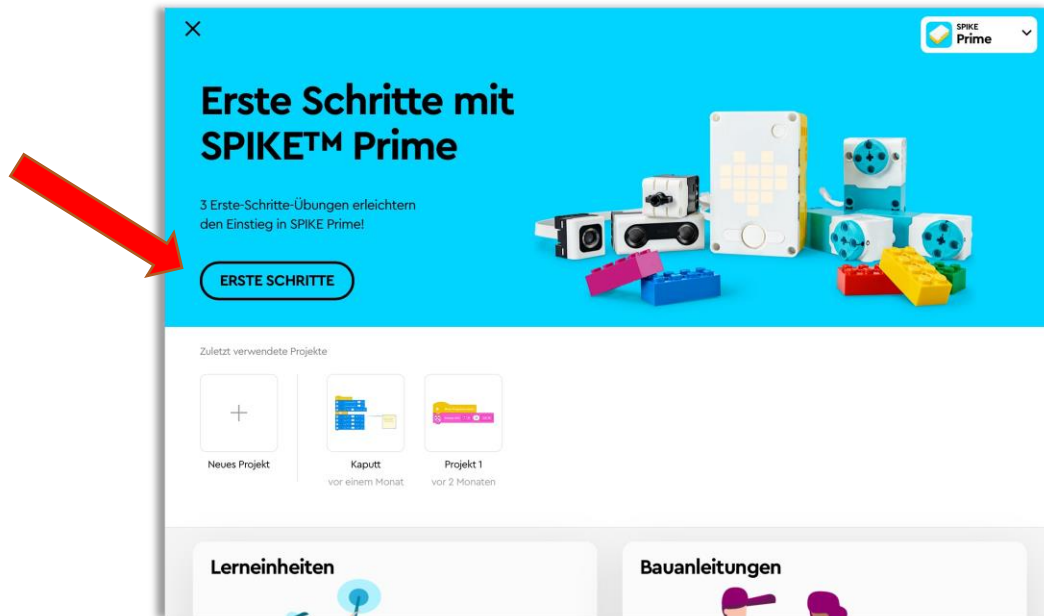 SPIKE
Prime
Erste Schritte mit
SPIKE™ Prime
3 Erste-Schritte-Übungen erleichtern
den Einstieg in SPIKE Prime!
ERSTE SCHRITTE
Zuletzt verwendete Projekte
Neues Projekt
Kaputt
Projekt 1
vor einem Monat
vor 2 Monaten
Lerneinheiten
Bauanleitungen